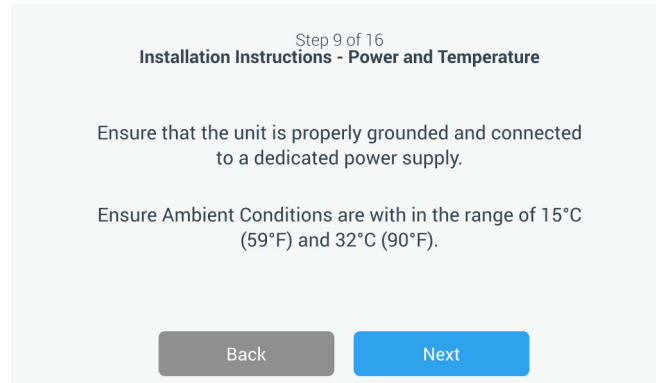 Step 9 of 16
Installation Instructions - Power and Temperature
Ensure that the unit is properly grounded and connected
to a dedicated power supply.
Ensure Ambient Conditions are with in the range of 15°C
(59°F) and 32°C (90°F).
Back
Next